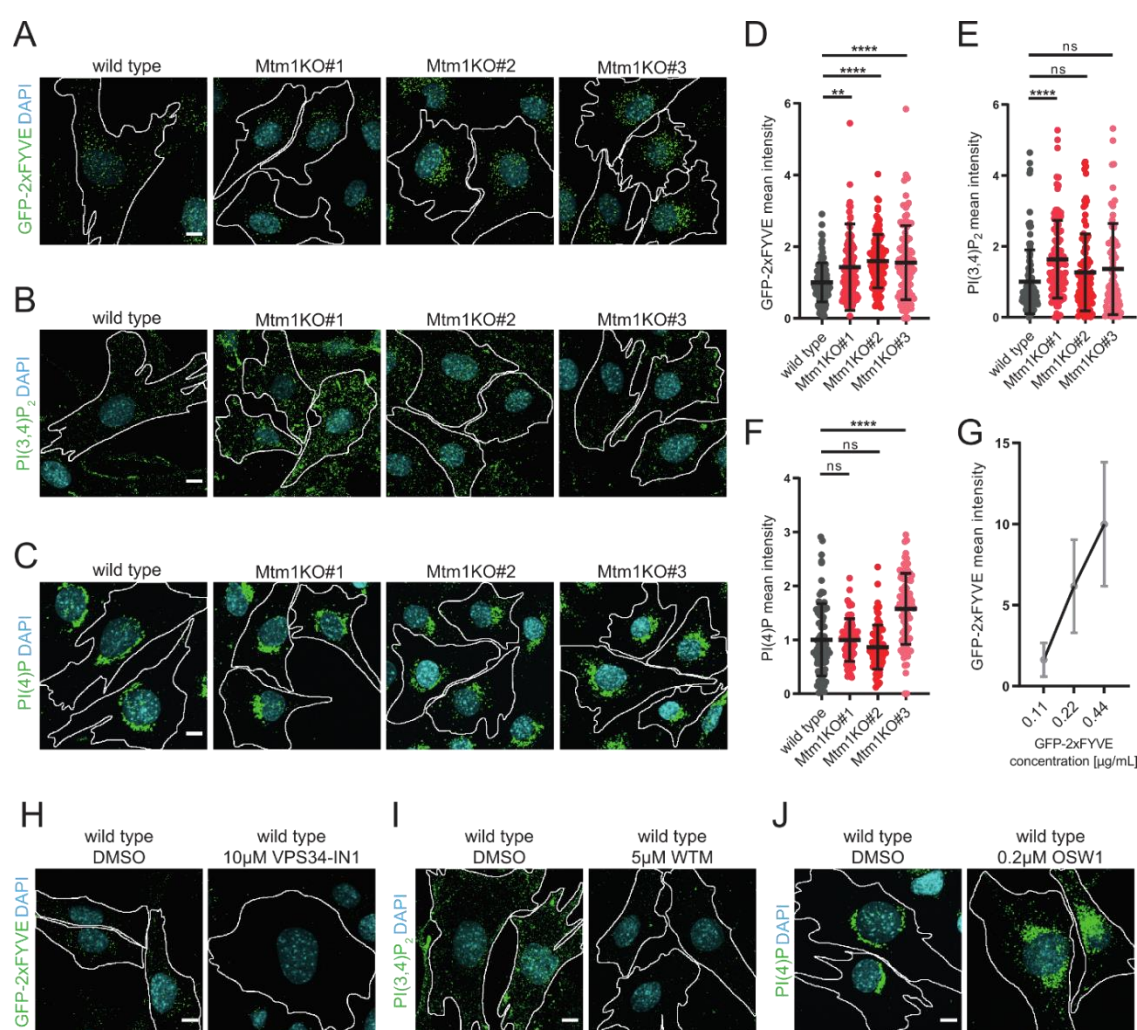 A
wild type
Mtm1KO#1
Mtm1KO#2
Mtm1KO#3
GFP-2xFYVE DAPI
B
wild type
Mtm1KO#1
Mtm1KO#2
Mtm1KO#3
PI(3,4)P₂ DAPI
C
wild type
Mtm1KO#1
Mtm1KO#2
Mtm1KO#3
PI(4)P DAPI
D
****
****
**
GFP-2xFYVE mean intensity
6
4
2
0
wild type
Mtm1KO#1
Mtm1KO#2
Mtm1KO#3
E
ns
ns
****
PI(3,4)P₂ mean intensity
6
4
2
0
wild type
Mtm1KO#1
Mtm1KO#2
Mtm1KO#3
F
****
ns
ns
PI(4)P mean intensity
4
3
2
1
0
wild type
Mtm1KO#1
Mtm1KO#2
Mtm1KO#3
G
GFP-2xFYVE mean intensity
15
10
5
0
0.11
0.22
0.44
GFP-2xFYVE
concentration [µg/mL]
H
wild type
DMSO
wild type
10µM VPS34-IN1
GFP-2xFYVE DAPI
I
wild type
DMSO
wild type
5µM WTM
PI(3,4)P₂ DAPI
J
wild type
DMSO
wild type
0.2µM OSW1
PI(4)P DAPI